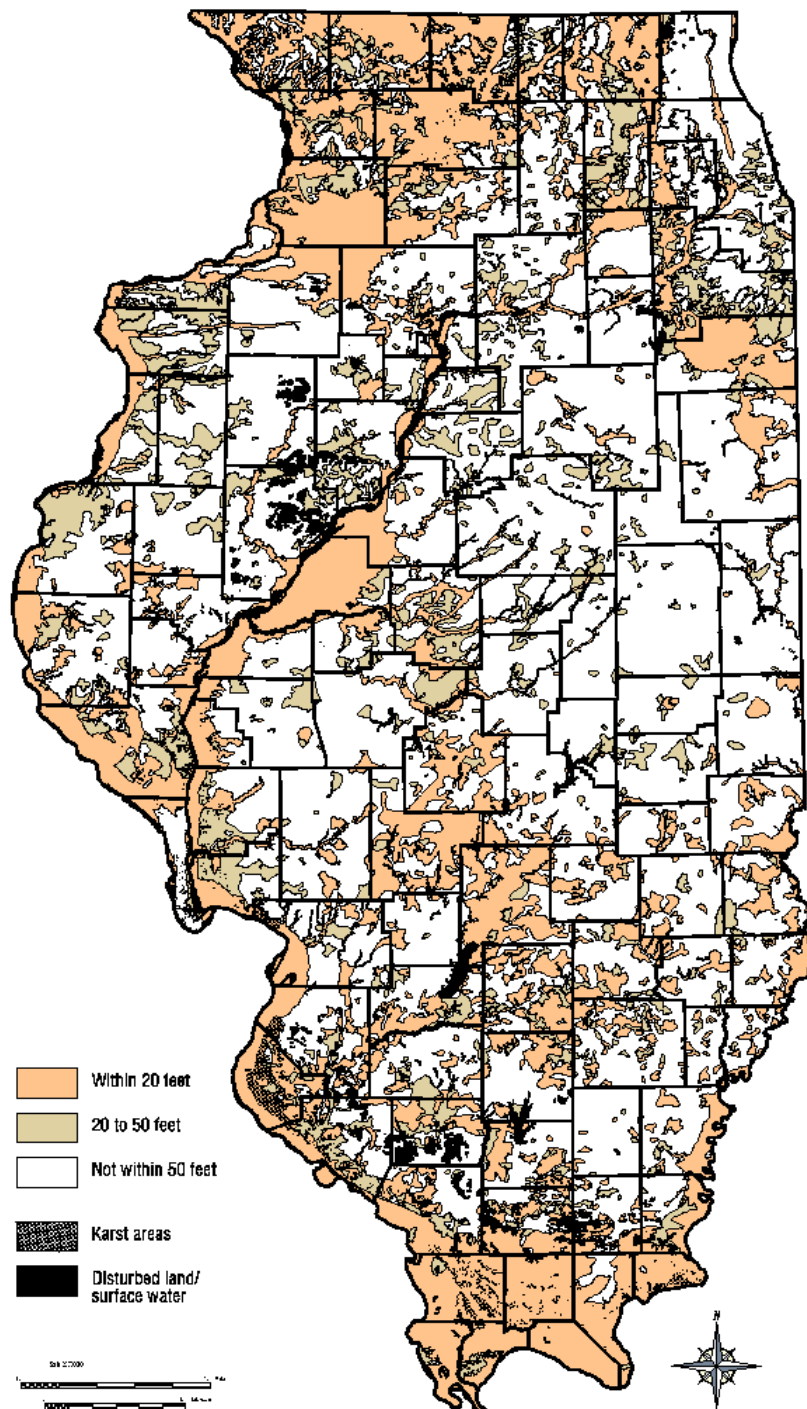 Within 20 feet
20 to 50 feet
Not within 50 feet
Karst areas
Disturbed land/
surface water
N